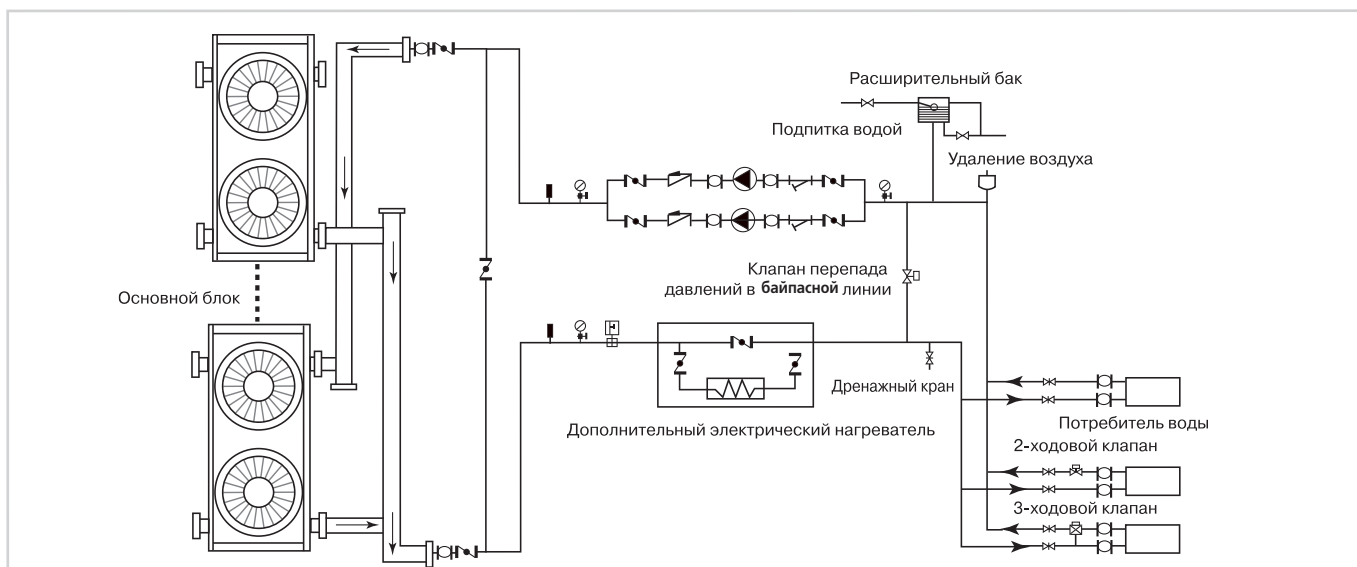 Расширительный бак
Подпитка водой
Удаление воздуха
Клапан перепада
давлений в байпасной линии
Основной блок
Дренажный кран
Дополнительный электрический нагреватель
Потребитель воды
2-ходовой клапан
3-ходовой клапан